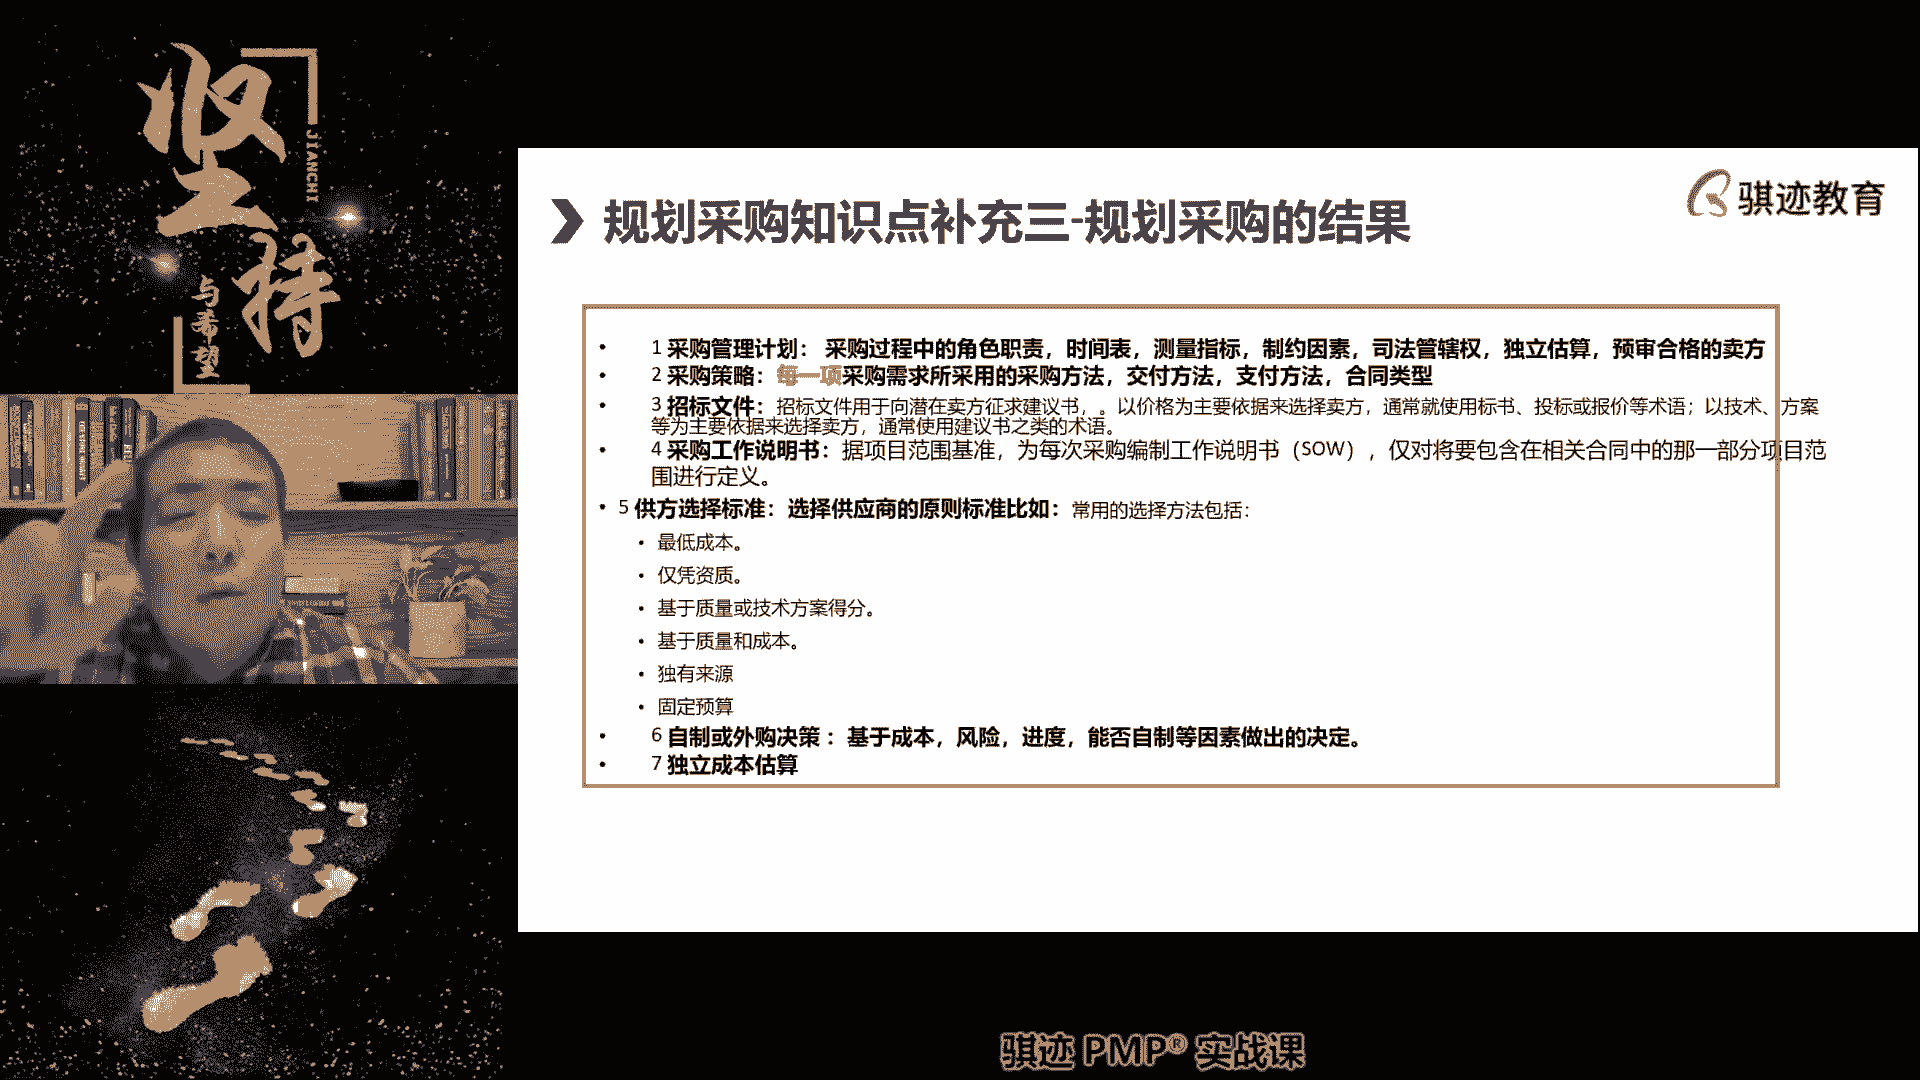 坚持
JIANCHI
与希望
规划采购知识点补充三-规划采购的结果
骐迹教育
• 1 采购管理计划： 采购过程中的角色职责，时间表，测量指标，制约因素，司法管辖权，独立估算，预审合格的卖方
• 2 采购策略：每一项采购需求所采用的采购方法，交付方法，支付方法，合同类型
• 3 招标文件：招标文件用于向潜在卖方征求建议书，。以价格为主要依据来选择卖方，通常就使用标书、投标或报价等术语；以技术、方案
等为主要依据来选择卖方，通常使用建议书之类的术语。
• 4 采购工作说明书：据项目范围基准，为每次采购编制工作说明书（SOW），仅对将要包含在相关合同中的那一部分项目范
围进行定义。
• 5 供方选择标准：选择供应商的原则标准比如：常用的选择方法包括：
• 最低成本。
• 仅凭资质。
• 基于质量或技术方案得分。
• 基于质量和成本。
• 独有来源
• 固定预算
• 6 自制或外购决策：基于成本，风险，进度，能否自制等因素做出的决定。
• 7 独立成本估算
骐迹 PMP® 实战课